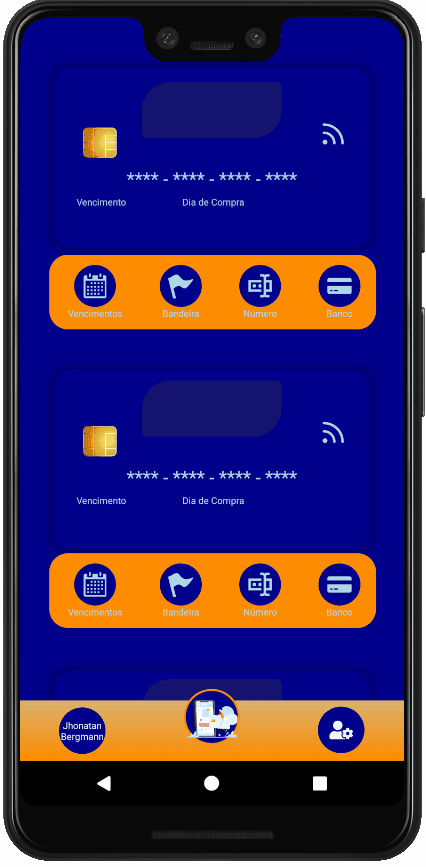 **** - **** - **** - ****
Vencimento Dia de Compra
Vencimentos Bandeira Número Banco
**** - **** - **** - ****
Vencimento Dia de Compra
Vencimentos Bandeira Número Banco
Jhonatan
Bergmann